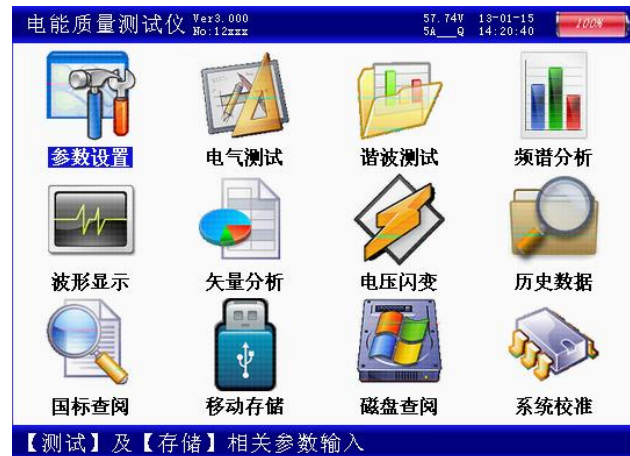 电能质量测试仪 Ver3.000 57.74V 13-01-15
No:12xxx 5A___Q 14:20:40 100%
参数设置 电气测试 谐波测试 频谱分析
波形显示 矢量分析 电压闪变 历史数据
国标查阅 移动存储 磁盘查阅 系统校准
【测试】及【存储】相关参数输入